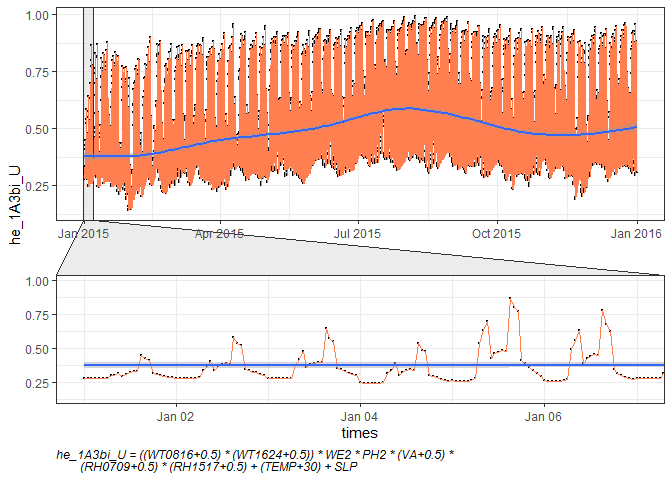 1.00
0.75
0.50
0.25
Jan 2015 Apr 2015 Jul 2015 Oct 2015 Jan 2016
he_1A3bi_U
1.00
0.75
0.50
0.25
Jan 02 Jan 04 Jan 06
times
he_1A3bi_U = ((WT0816+0.5) * (WT1624+0.5)) * WE2 * PH2 * (VA+0.5) *
(RH0709+0.5) * (RH1517+0.5) + (TEMP+30) + SLP